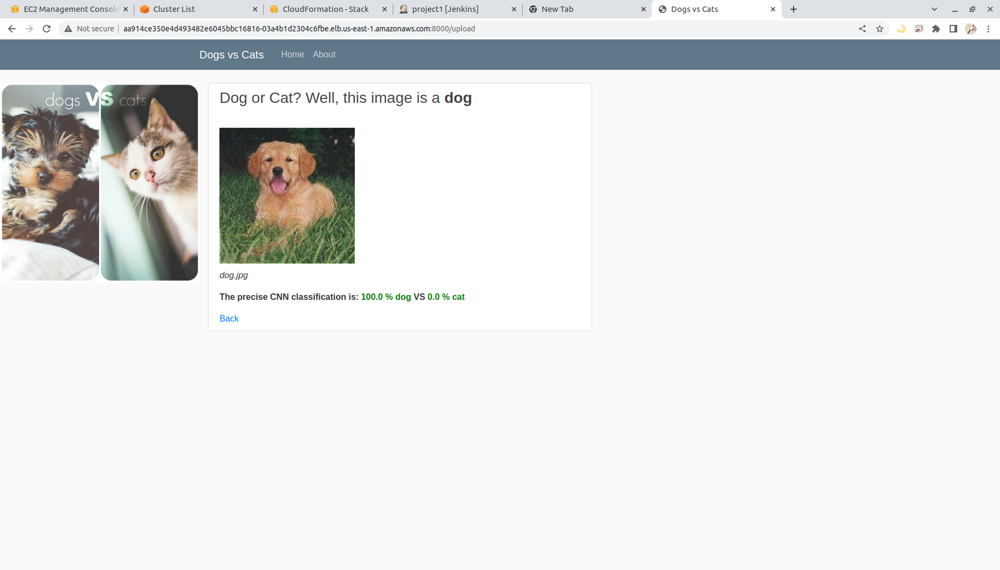 EC2 Management Console
Cluster List
CloudFormation - Stack
project1 [Jenkins]
New Tab
Dogs vs Cats
Not secure
aa914ce350e4d493482e6045bbc16816-03a4b1d2304c6fbe.elb.us-east-1.amazonaws.com:8000/upload
Dogs vs Cats Home About
dogs VS cats
Dog or Cat? Well, this image is a dog
dog.jpg
The precise CNN classification is: 100.0 % dog VS 0.0 % cat
Back